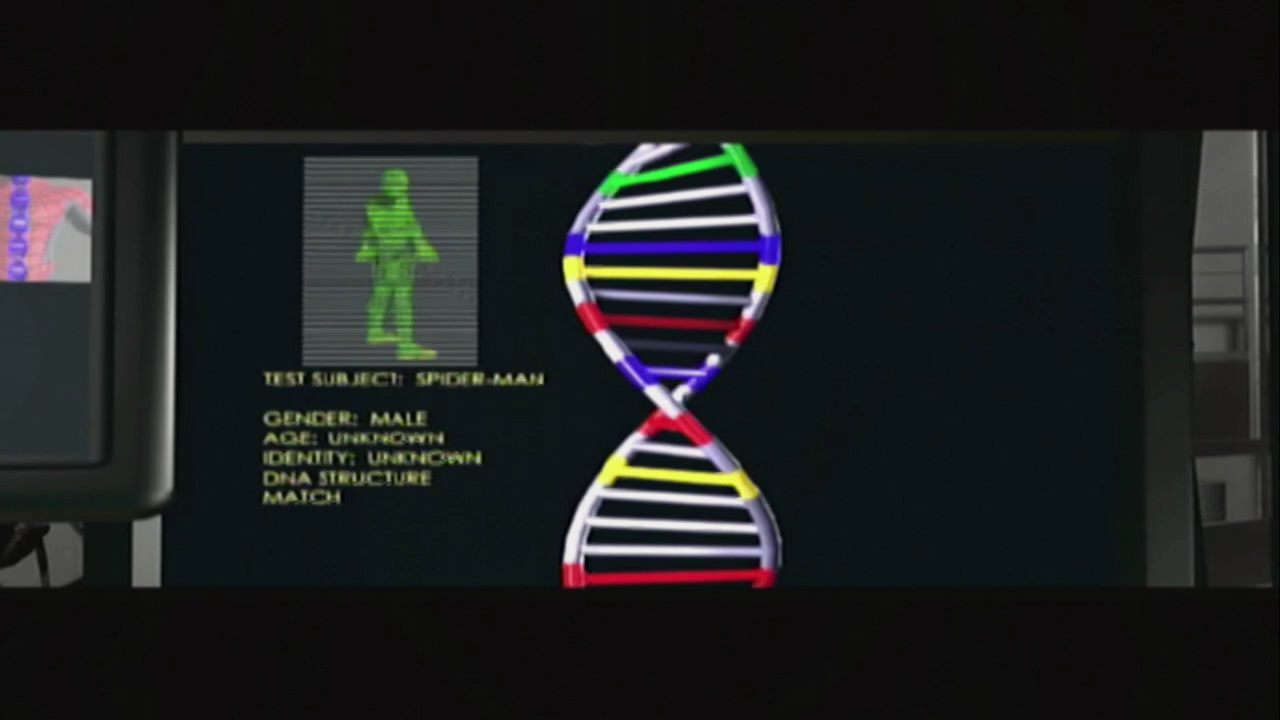 TEST SUBJECT: SPIDER-MAN
GENDER: MALE
AGE: UNKNOWN
IDENTITY: UNKNOWN
DNA STRUCTURE
MATCH